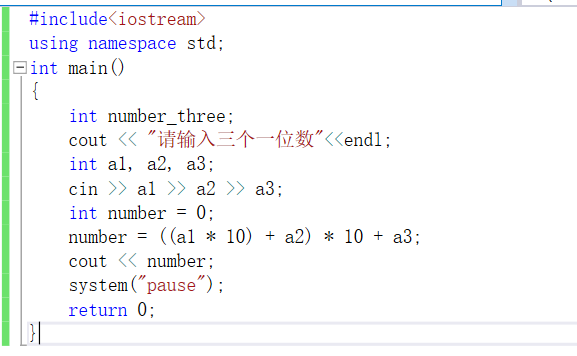 #include<iostream>
using namespace std;
int main()
{
int number_three;
cout << "请输入三个一位数"<<endl;
int a1, a2, a3;
cin >> a1 >> a2 >> a3;
int number = 0;
number = ((a1 * 10) + a2) * 10 + a3;
cout << number;
system("pause");
return 0;
}